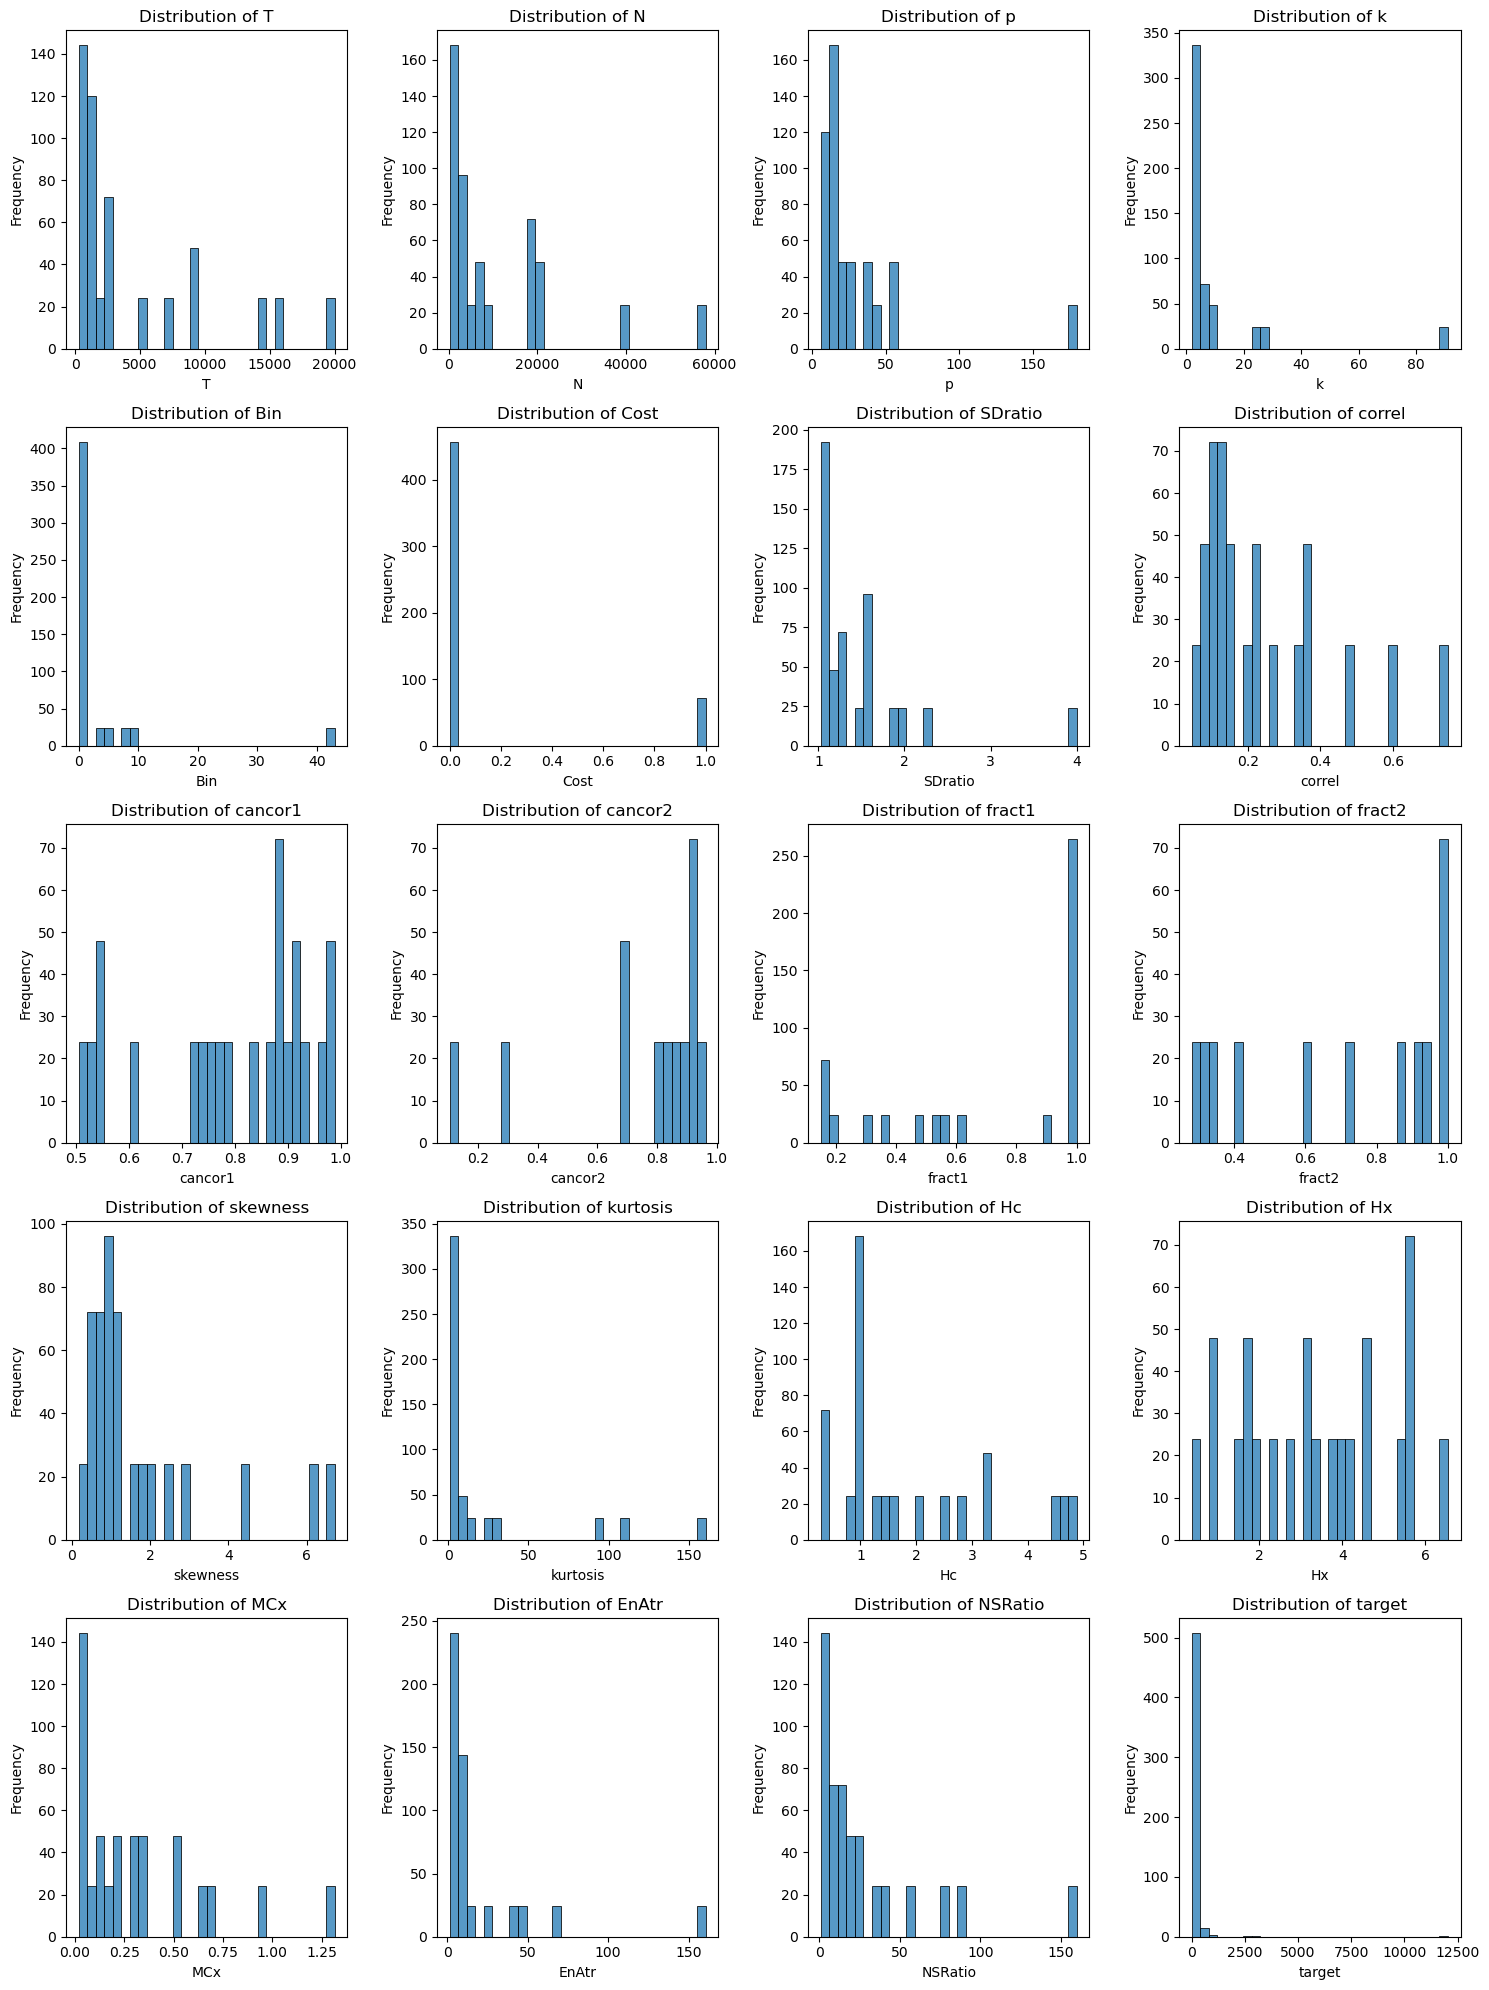 Distribution of T
140
120
100
80
60
40
20
0
Frequency
0 5000 10000 15000 20000
T
Distribution of N
160
140
120
100
80
60
40
20
0
Frequency
0 20000 40000 60000
N
Distribution of p
160
140
120
100
80
60
40
20
0
Frequency
0 50 100 150
p
Distribution of k
350
300
250
200
150
100
50
0
Frequency
0 20 40 60 80
k
Distribution of Bin
400
350
300
250
200
150
100
50
0
Frequency
0 10 20 30 40
Bin
Distribution of Cost
400
300
200
100
0
Frequency
0.0 0.2 0.4 0.6 0.8 1.0
Cost
Distribution of SDratio
200
175
150
125
100
75
50
25
0
Frequency
1 2 3 4
SDratio
Distribution of correl
70
60
50
40
30
20
10
0
Frequency
0.2 0.4 0.6
correl
Distribution of cancor1
70
60
50
40
30
20
10
0
Frequency
0.5 0.6 0.7 0.8 0.9 1.0
cancor1
Distribution of cancor2
70
60
50
40
30
20
10
0
Frequency
0.2 0.4 0.6 0.8 1.0
cancor2
Distribution of fract1
250
200
150
100
50
0
Frequency
0.2 0.4 0.6 0.8 1.0
fract1
Distribution of fract2
70
60
50
40
30
20
10
0
Frequency
0.4 0.6 0.8 1.0
fract2
Distribution of skewness
100
80
60
40
20
0
Frequency
0 2 4 6
skewness
Distribution of kurtosis
350
300
250
200
150
100
50
0
Frequency
0 50 100 150
kurtosis
Distribution of Hc
160
140
120
100
80
60
40
20
0
Frequency
1 2 3 4 5
Hc
Distribution of Hx
70
60
50
40
30
20
10
0
Frequency
2 4 6
Hx
Distribution of MCx
140
120
100
80
60
40
20
0
Frequency
0.00 0.25 0.50 0.75 1.00 1.25
MCx
Distribution of EnAtr
250
200
150
100
50
0
Frequency
0 50 100 150
EnAtr
Distribution of NSRatio
140
120
100
80
60
40
20
0
Frequency
0 50 100 150
NSRatio
Distribution of target
500
400
300
200
100
0
Frequency
0 2500 5000 7500 10000 12500
target